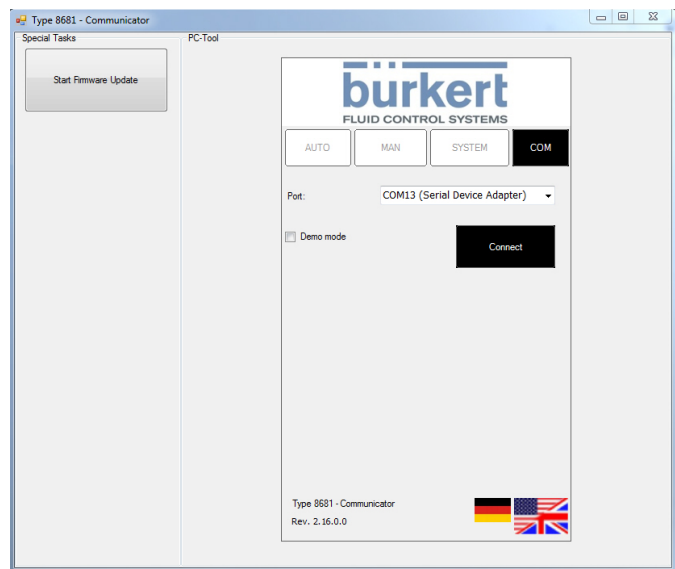 Type 8681 - Communicator
Special Tasks
PC-Tool
Start Firmware Update
bürkert
FLUID CONTROL SYSTEMS
AUTO MAN SYSTEM COM
Port: COM13 (Serial Device Adapter)
Demo mode
Connect
Type 8681 - Communicator
Rev. 2.16.0.0